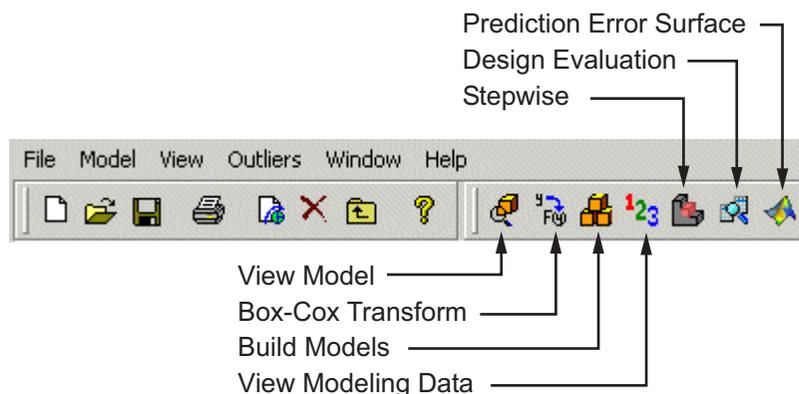 Prediction Error Surface
Design Evaluation
Stepwise
File Model View Outliers Window Help
? y F(y) 123
View Model
Box-Cox Transform
Build Models
View Modeling Data